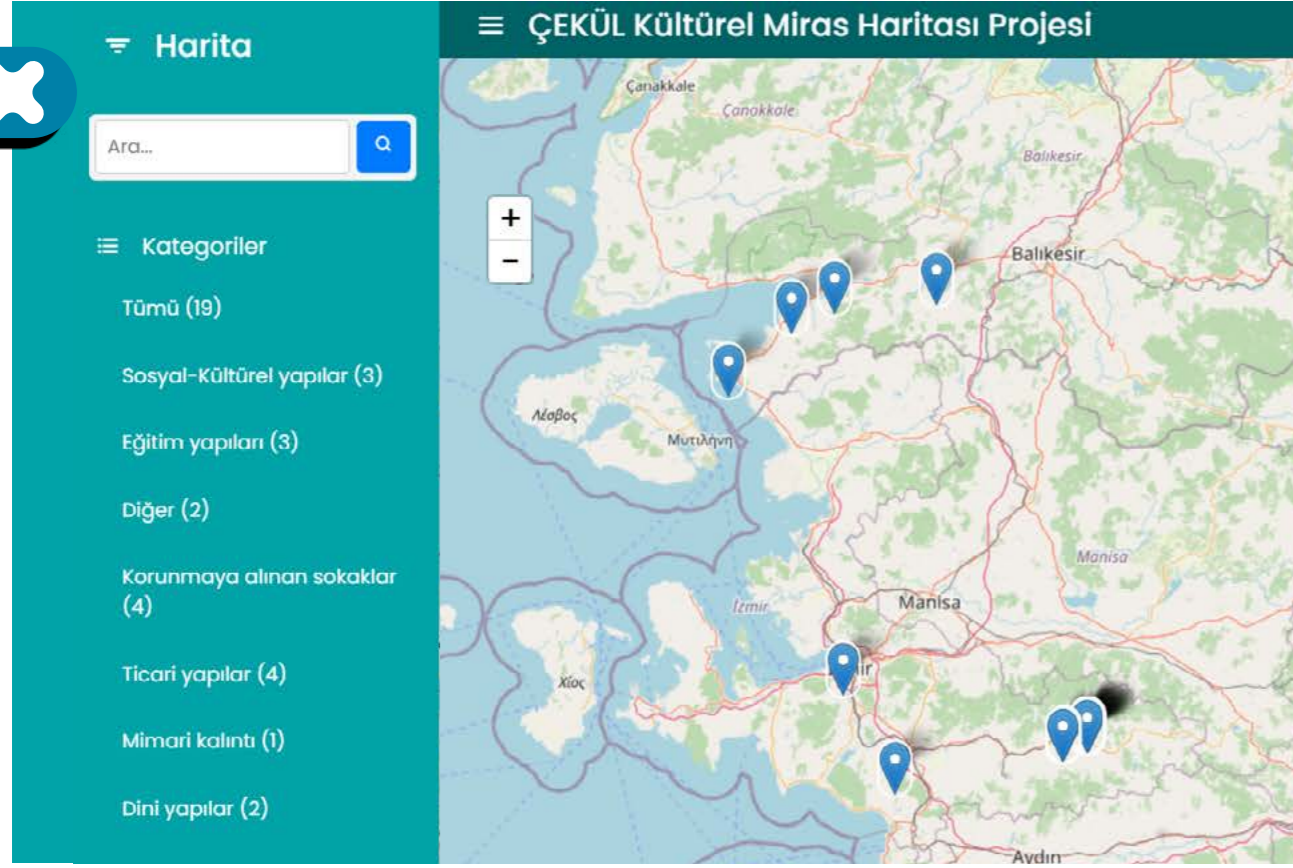 Harita
Ara...
Kategoriler
Tümü (19)
Sosyal-Kültürel yapılar (3)
Eğitim yapıları (3)
Diğer (2)
Korunmaya alınan sokaklar
(4)
Ticari yapılar (4)
Mimari kalıntı (1)
Dini yapılar (2)
ÇEKÜL Kültürel Miras Haritası Projesi
+
−
Çanakkale
Çanakkale
Balıkesir
Balıkesir
Λέσβος
Μυτιλήνη
Manisa
İzmir
Manisa
Χίος
Aydın